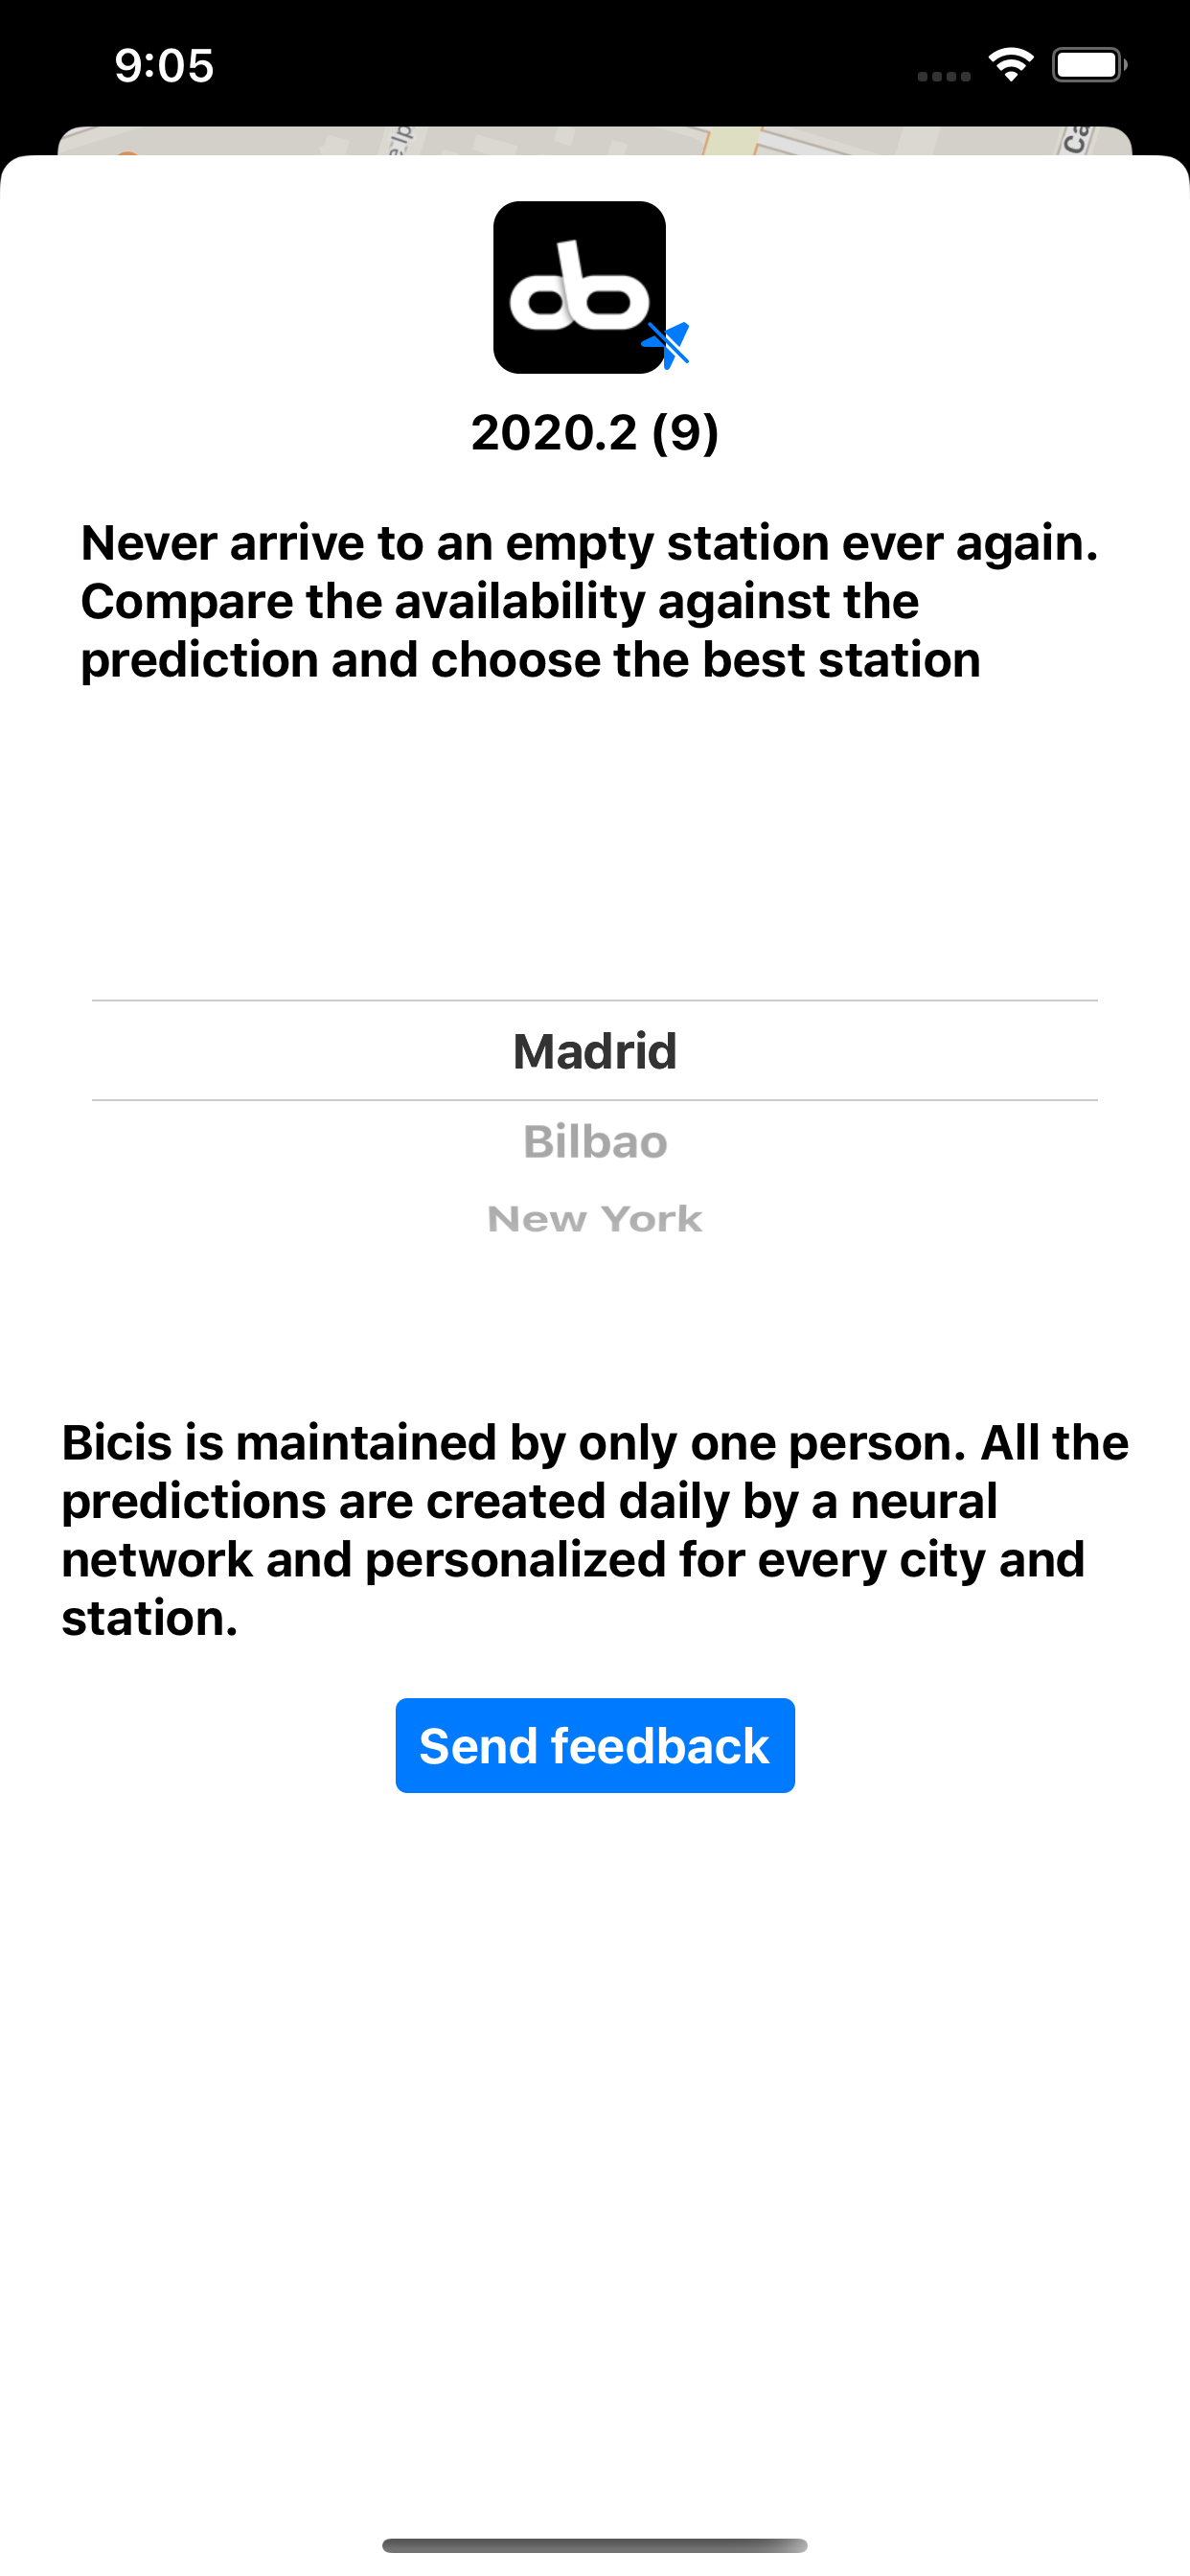 9:05
Ca
2020.2 (9)
Never arrive to an empty station ever again.
Compare the availability against the
prediction and choose the best station
Madrid
Bilbao
New York
Bicis is maintained by only one person. All the
predictions are created daily by a neural
network and personalized for every city and
station.
Send feedback